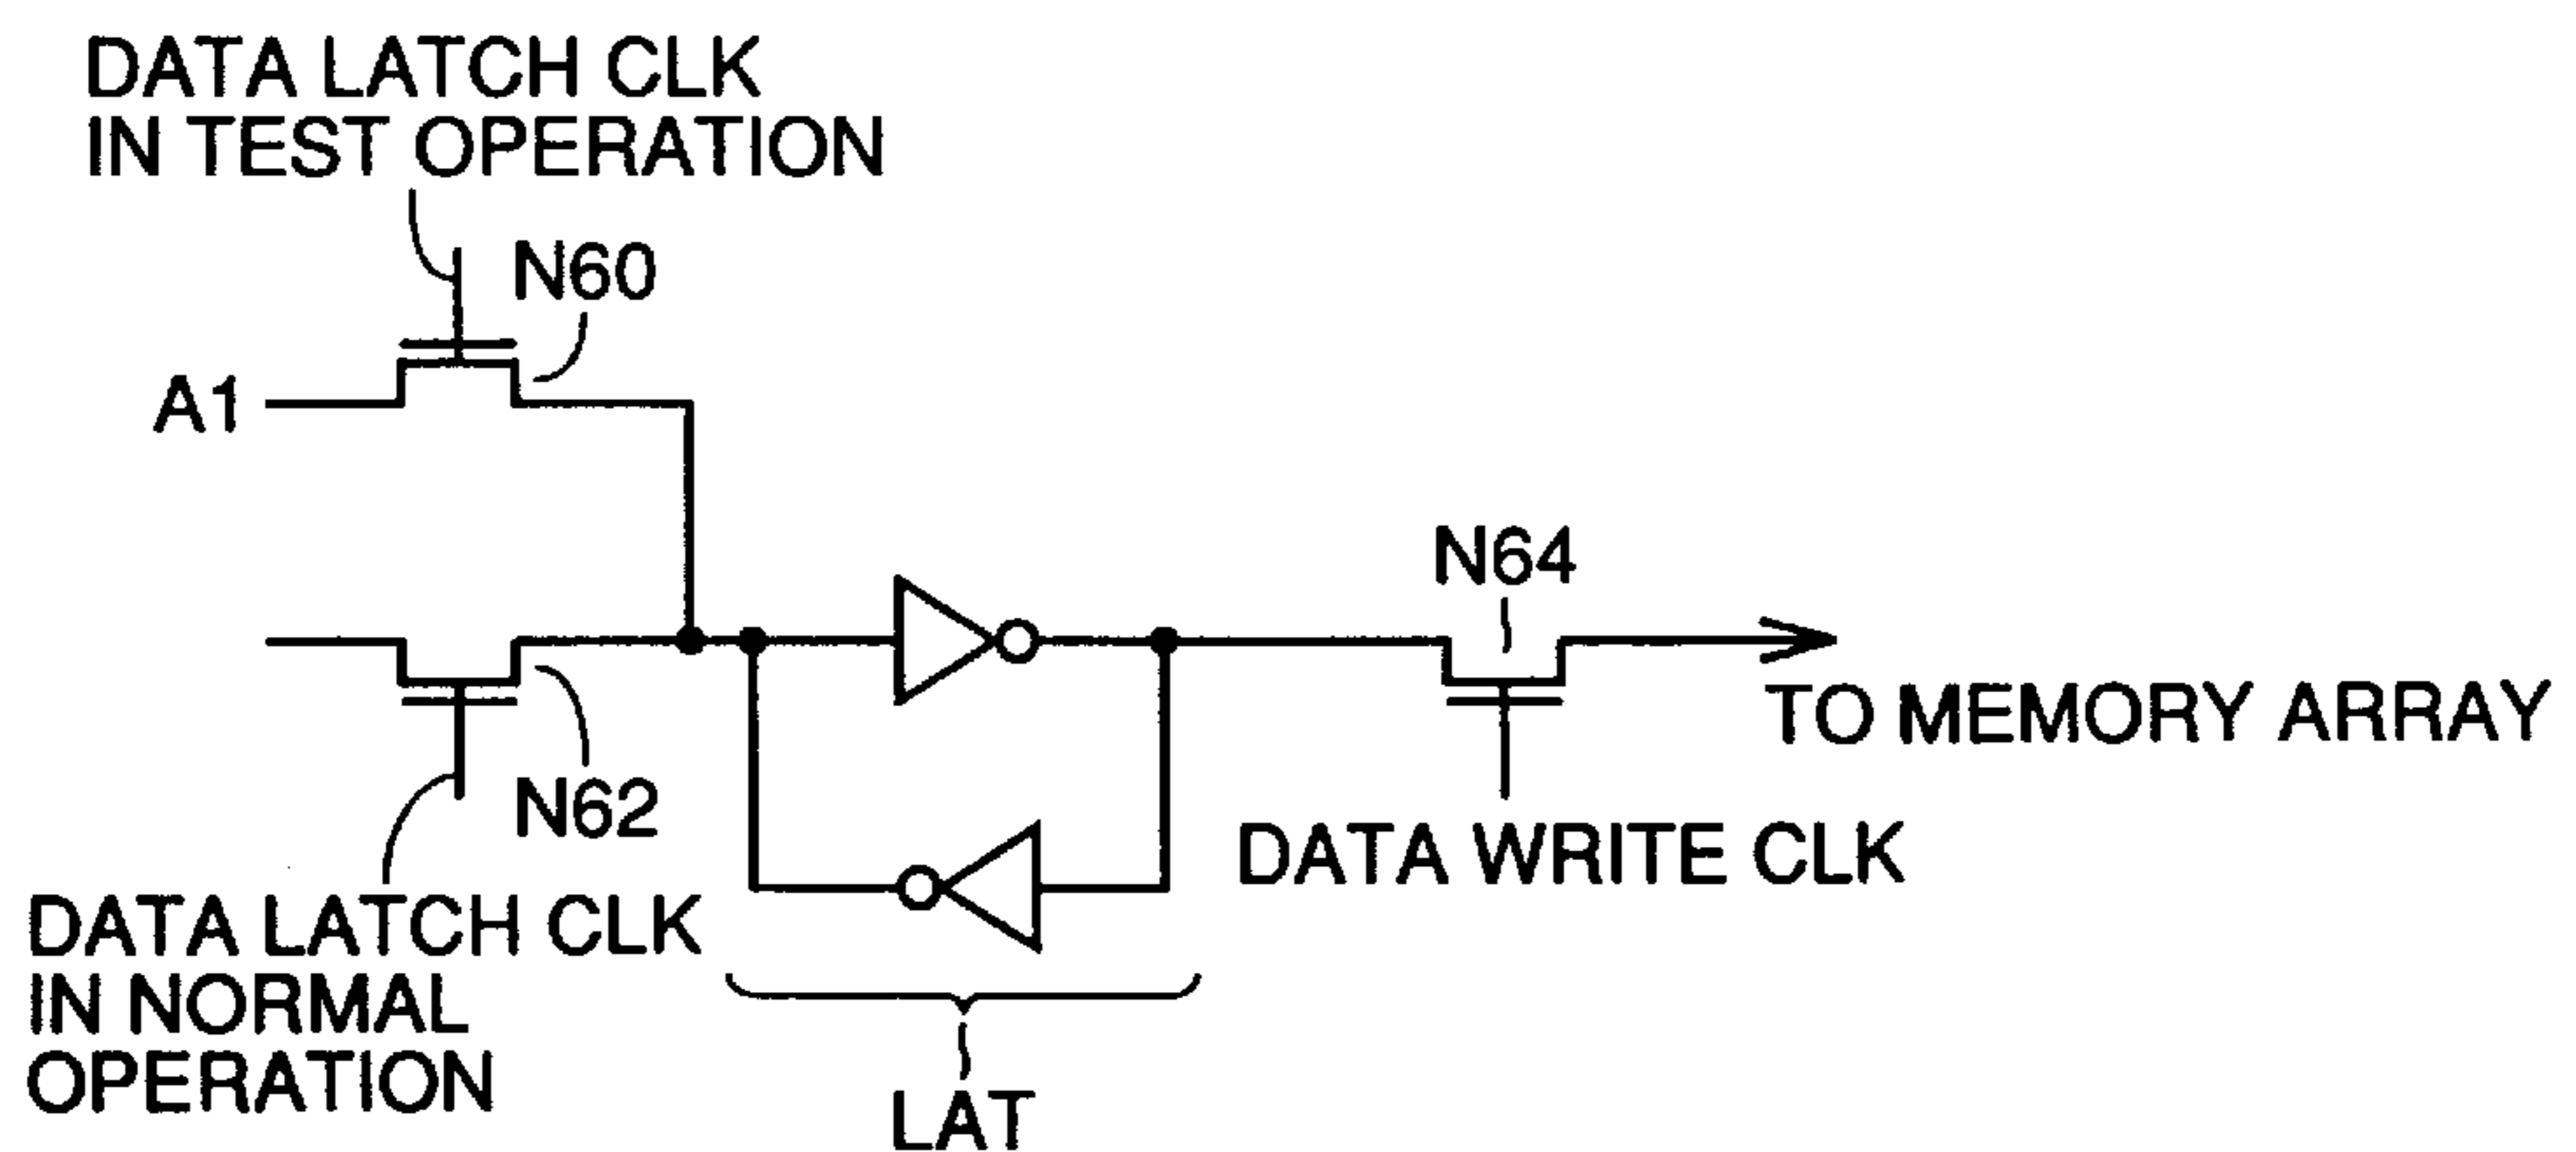 DATA LATCH CLK
IN TEST OPERATION
N60
A1
N64
TO MEMORY ARRAY
N62
DATA WRITE CLK
DATA LATCH CLK
IN NORMAL
OPERATION
LAT